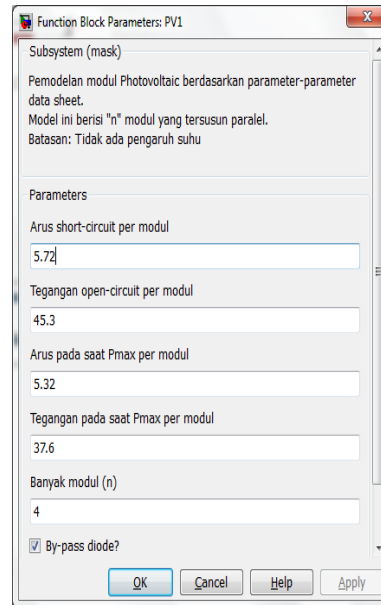 Function Block Parameters: PV1
x
Subsystem (mask)
Pemodelan modul Photovoltaic berdasarkan parameter-parameter
data sheet.
Model ini berisi "n" modul yang tersusun paralel.
Batasan: Tidak ada pengaruh suhu
Parameters
Arus short-circuit per modul
5.72
Tegangan open-circuit per modul
45.3
Arus pada saat Pmax per modul
5.32
Tegangan pada saat Pmax per modul
37.6
Banyak modul (n)
4
By-pass diode?
OK Cancel Help Apply